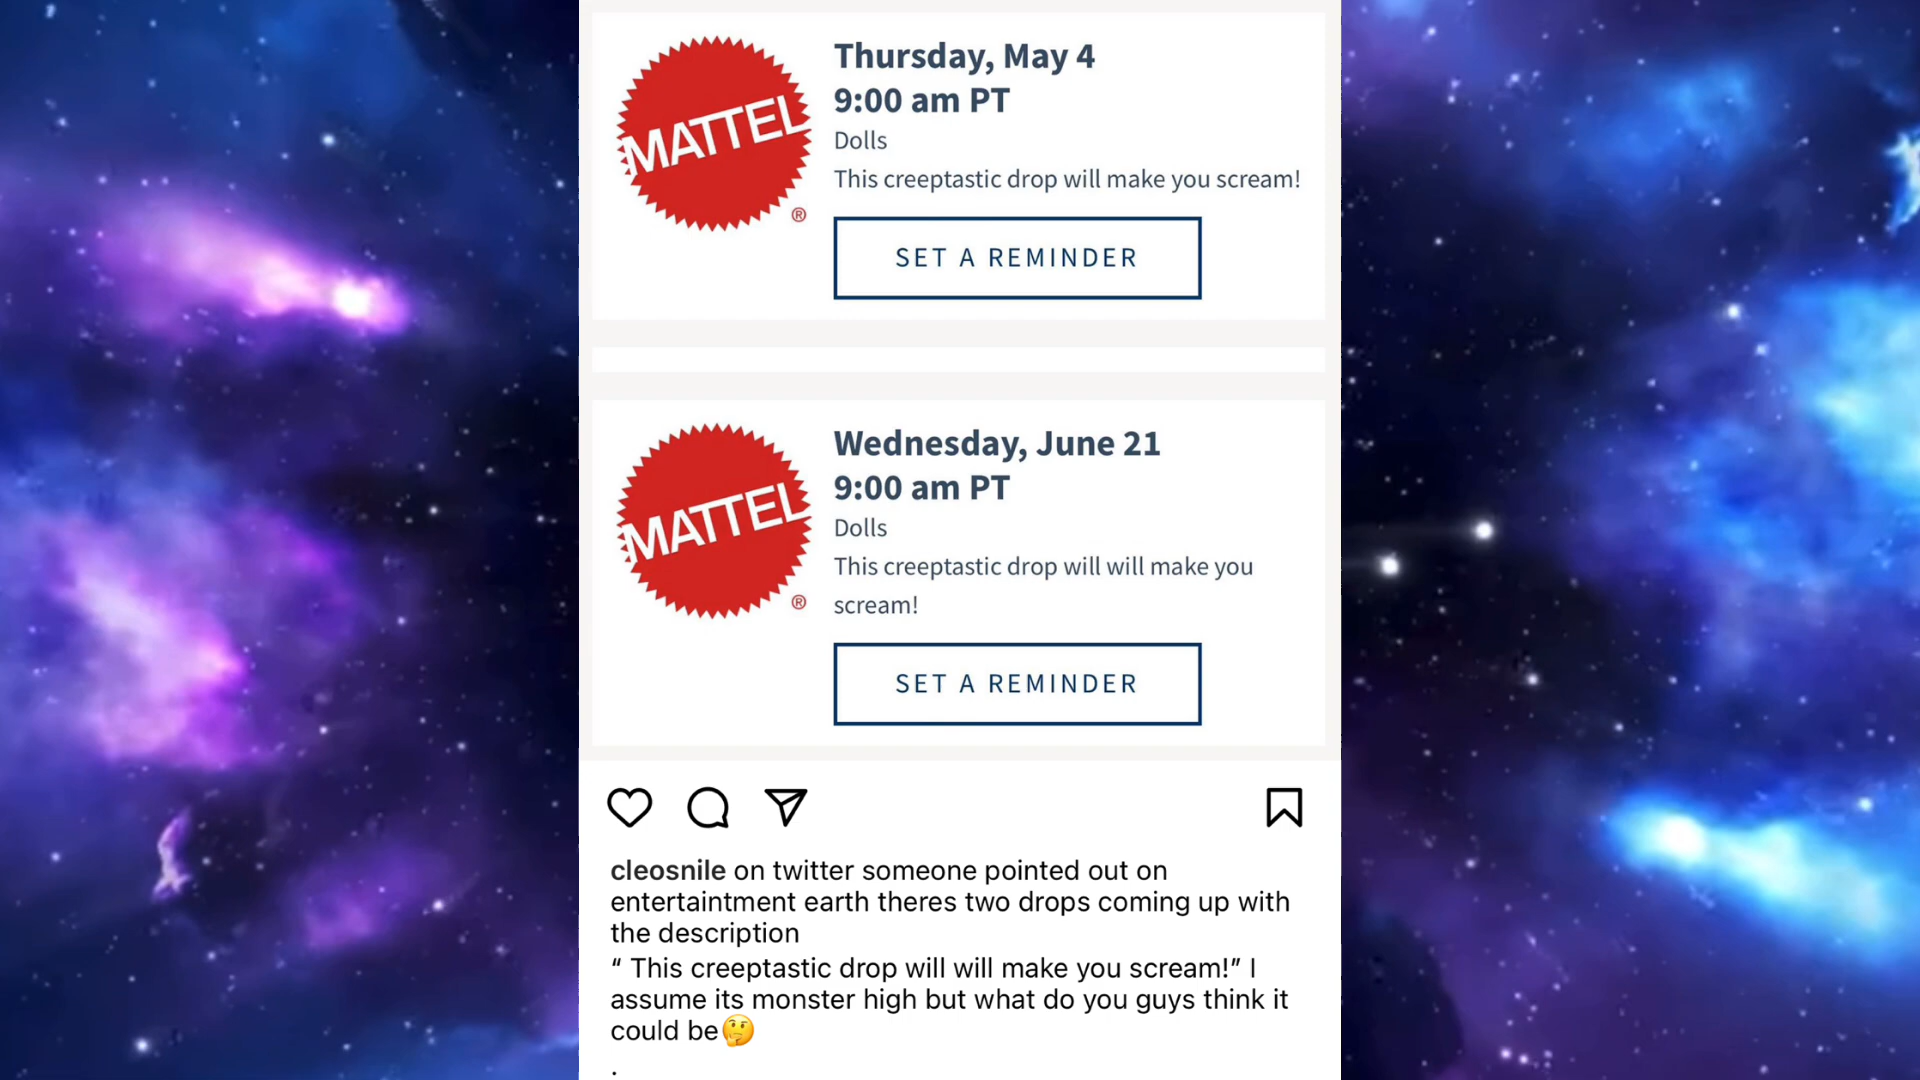 MATTEL
®
Thursday, May 4
9:00 am PT
Dolls
This creeptastic drop will make you scream!
SET A REMINDER
MATTEL
®
Wednesday, June 21
9:00 am PT
Dolls
This creeptastic drop will will make you
scream!
SET A REMINDER
cleosnile on twitter someone pointed out on
entertaintment earth theres two drops coming up with
the description
“ This creeptastic drop will will make you scream!” I
assume its monster high but what do you guys think it
could be🤔
.